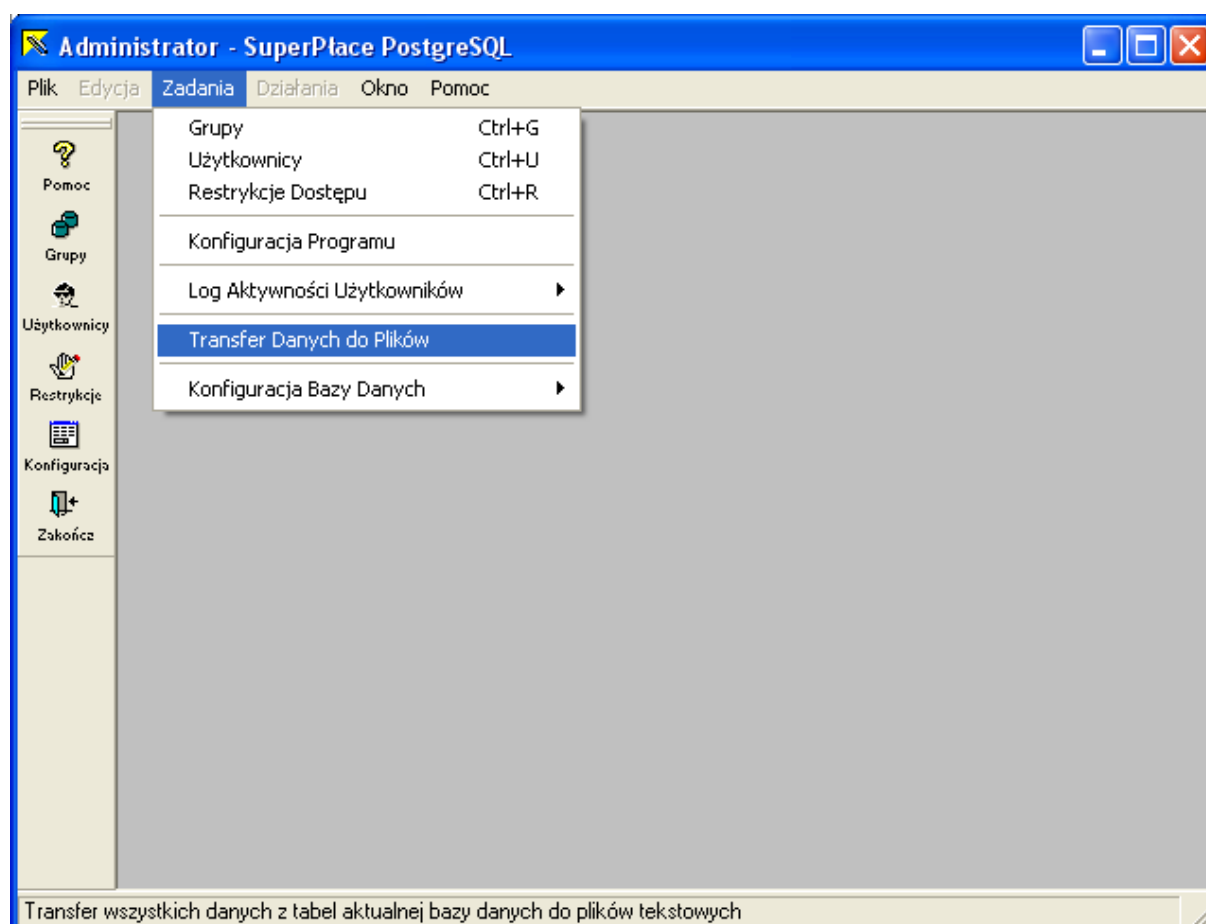 Administrator - SuperPłace PostgreSQL
Plik Edycja Zadania Działania Okno Pomoc
Grupy Ctrl+G
Użytkownicy Ctrl+U
Restrykcje Dostępu Ctrl+R
Konfiguracja Programu
Log Aktywności Użytkowników
Transfer Danych do Plików
Konfiguracja Bazy Danych
Pomoc
Grupy
Użytkownicy
Restrykcje
Konfiguracja
Zakończ
Transfer wszystkich danych z tabel aktualnej bazy danych do plików tekstowych